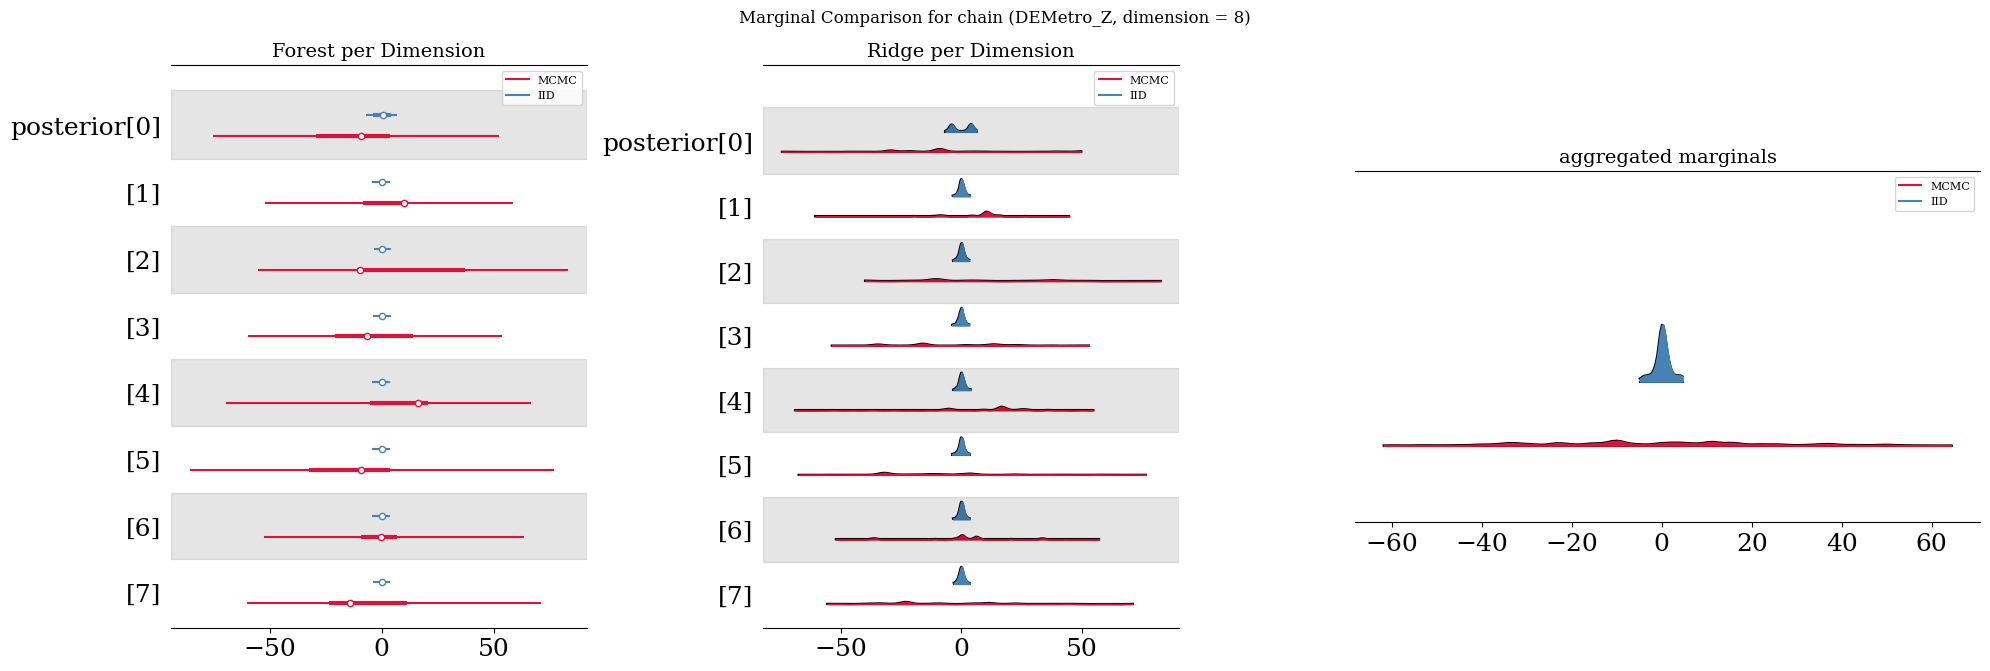 Marginal Comparison for chain (DEMetro_Z, dimension = 8)
Forest per Dimension
MCMC
IID
posterior[0]
[1]
[2]
[3]
[4]
[5]
[6]
[7]
−50 0 50
Ridge per Dimension
MCMC
IID
posterior[0]
[1]
[2]
[3]
[4]
[5]
[6]
[7]
−50 0 50
aggregated marginals
MCMC
IID
−60 −40 −20 0 20 40 60